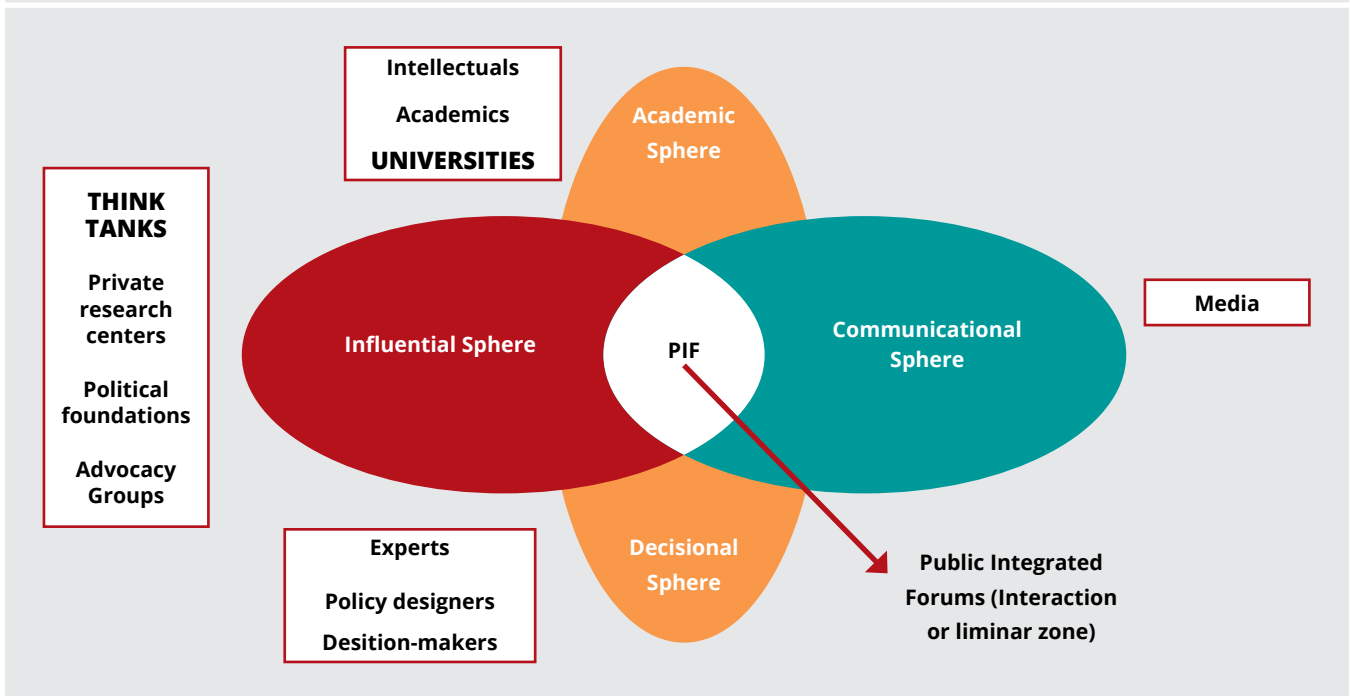 Intellectuals
Academics
UNIVERSITIES
Academic
Sphere
THINK
TANKS
Private
research
centers
Political
foundations
Advocacy
Groups
Influential Sphere
PIF
Communicational
Sphere
Media
Experts
Policy designers
Desition-makers
Decisional
Sphere
Public Integrated
Forums (Interaction
or liminar zone)